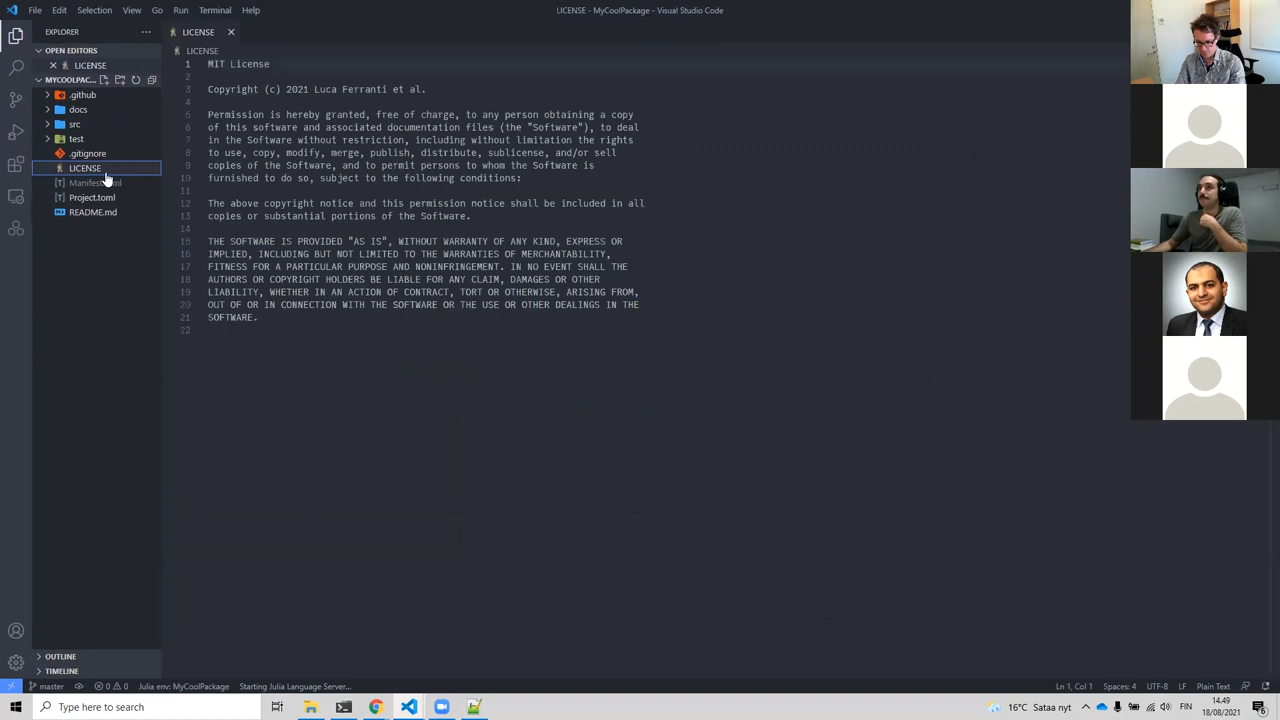 File Edit Selection View Go Run Terminal Help
LICENSE - MyCoolPackage - Visual Studio Code
EXPLORER
OPEN EDITORS
LICENSE
MYCOOLPAC...
.github
docs
src
test
.gitignore
LICENSE
Project.toml
README.md
OUTLINE
TIMELINE
LICENSE
LICENSE
1 MIT License
2
3 Copyright (c) 2021 Luca Ferranti et al.
4
5 Permission is hereby granted, free of charge, to any person obtaining a copy
6 of this software and associated documentation files (the "Software"), to deal
7 in the Software without restriction, including without limitation the rights
8 to use, copy, modify, merge, publish, distribute, sublicense, and/or sell
9 copies of the Software, and to permit persons to whom the Software is
10 furnished to do so, subject to the following conditions:
11
12 The above copyright notice and this permission notice shall be included in all
13 copies or substantial portions of the Software.
14
15 THE SOFTWARE IS PROVIDED "AS IS", WITHOUT WARRANTY OF ANY KIND, EXPRESS OR
16 IMPLIED, INCLUDING BUT NOT LIMITED TO THE WARRANTIES OF MERCHANTABILITY,
17 FITNESS FOR A PARTICULAR PURPOSE AND NONINFRINGEMENT. IN NO EVENT SHALL THE
18 AUTHORS OR COPYRIGHT HOLDERS BE LIABLE FOR ANY CLAIM, DAMAGES OR OTHER
19 LIABILITY, WHETHER IN AN ACTION OF CONTRACT, TORT OR OTHERWISE, ARISING FROM,
20 OUT OF OR IN CONNECTION WITH THE SOFTWARE OR THE USE OR OTHER DEALINGS IN THE
21 SOFTWARE.
22
master 0 0 Julia env: MyCoolPackage Starting Julia Language Server...
Ln 1, Col 1 Spaces: 4 UTF-8 LF Plain Text
Type here to search
16°C Sataa nyt
FIN
14.49
18/08/2021
6